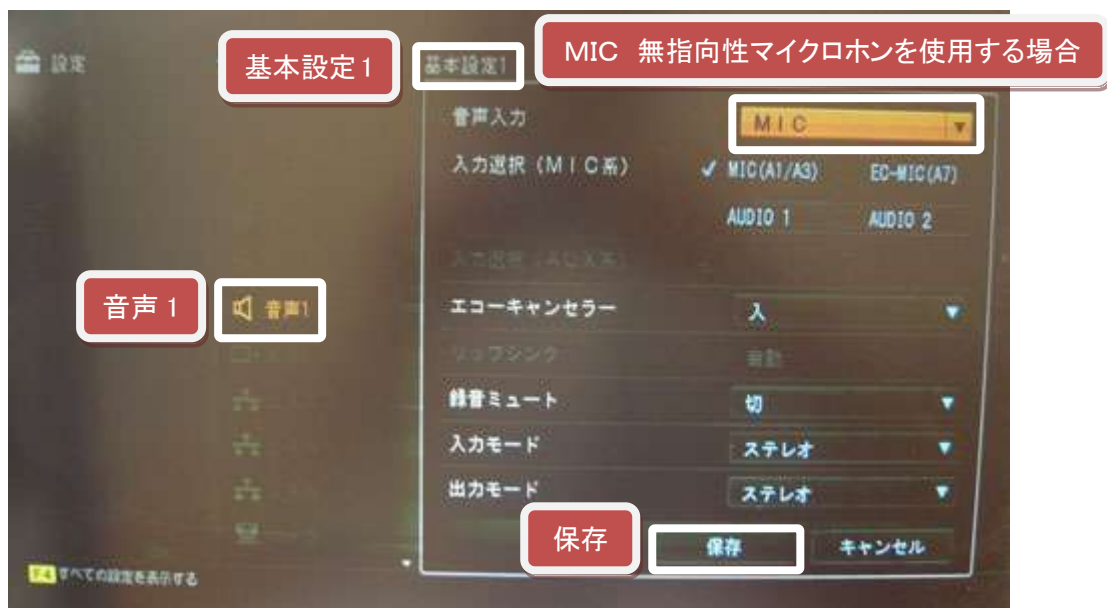 MIC 無指向性マイクロホンを使用する場合
設定
基本設定1
基本設定1
音声入力
MIC
入力選択（MIC系）
✓ MIC(A1/A3) EC-MIC(A7)
AUDIO 1 AUDIO 2
エコーキャンセラー 入
音声1
音声1
リップシンク 自動
録音ミュート 切
入力モード ステレオ
出力モード ステレオ
保存
保存 キャンセル
すべての設定を表示する